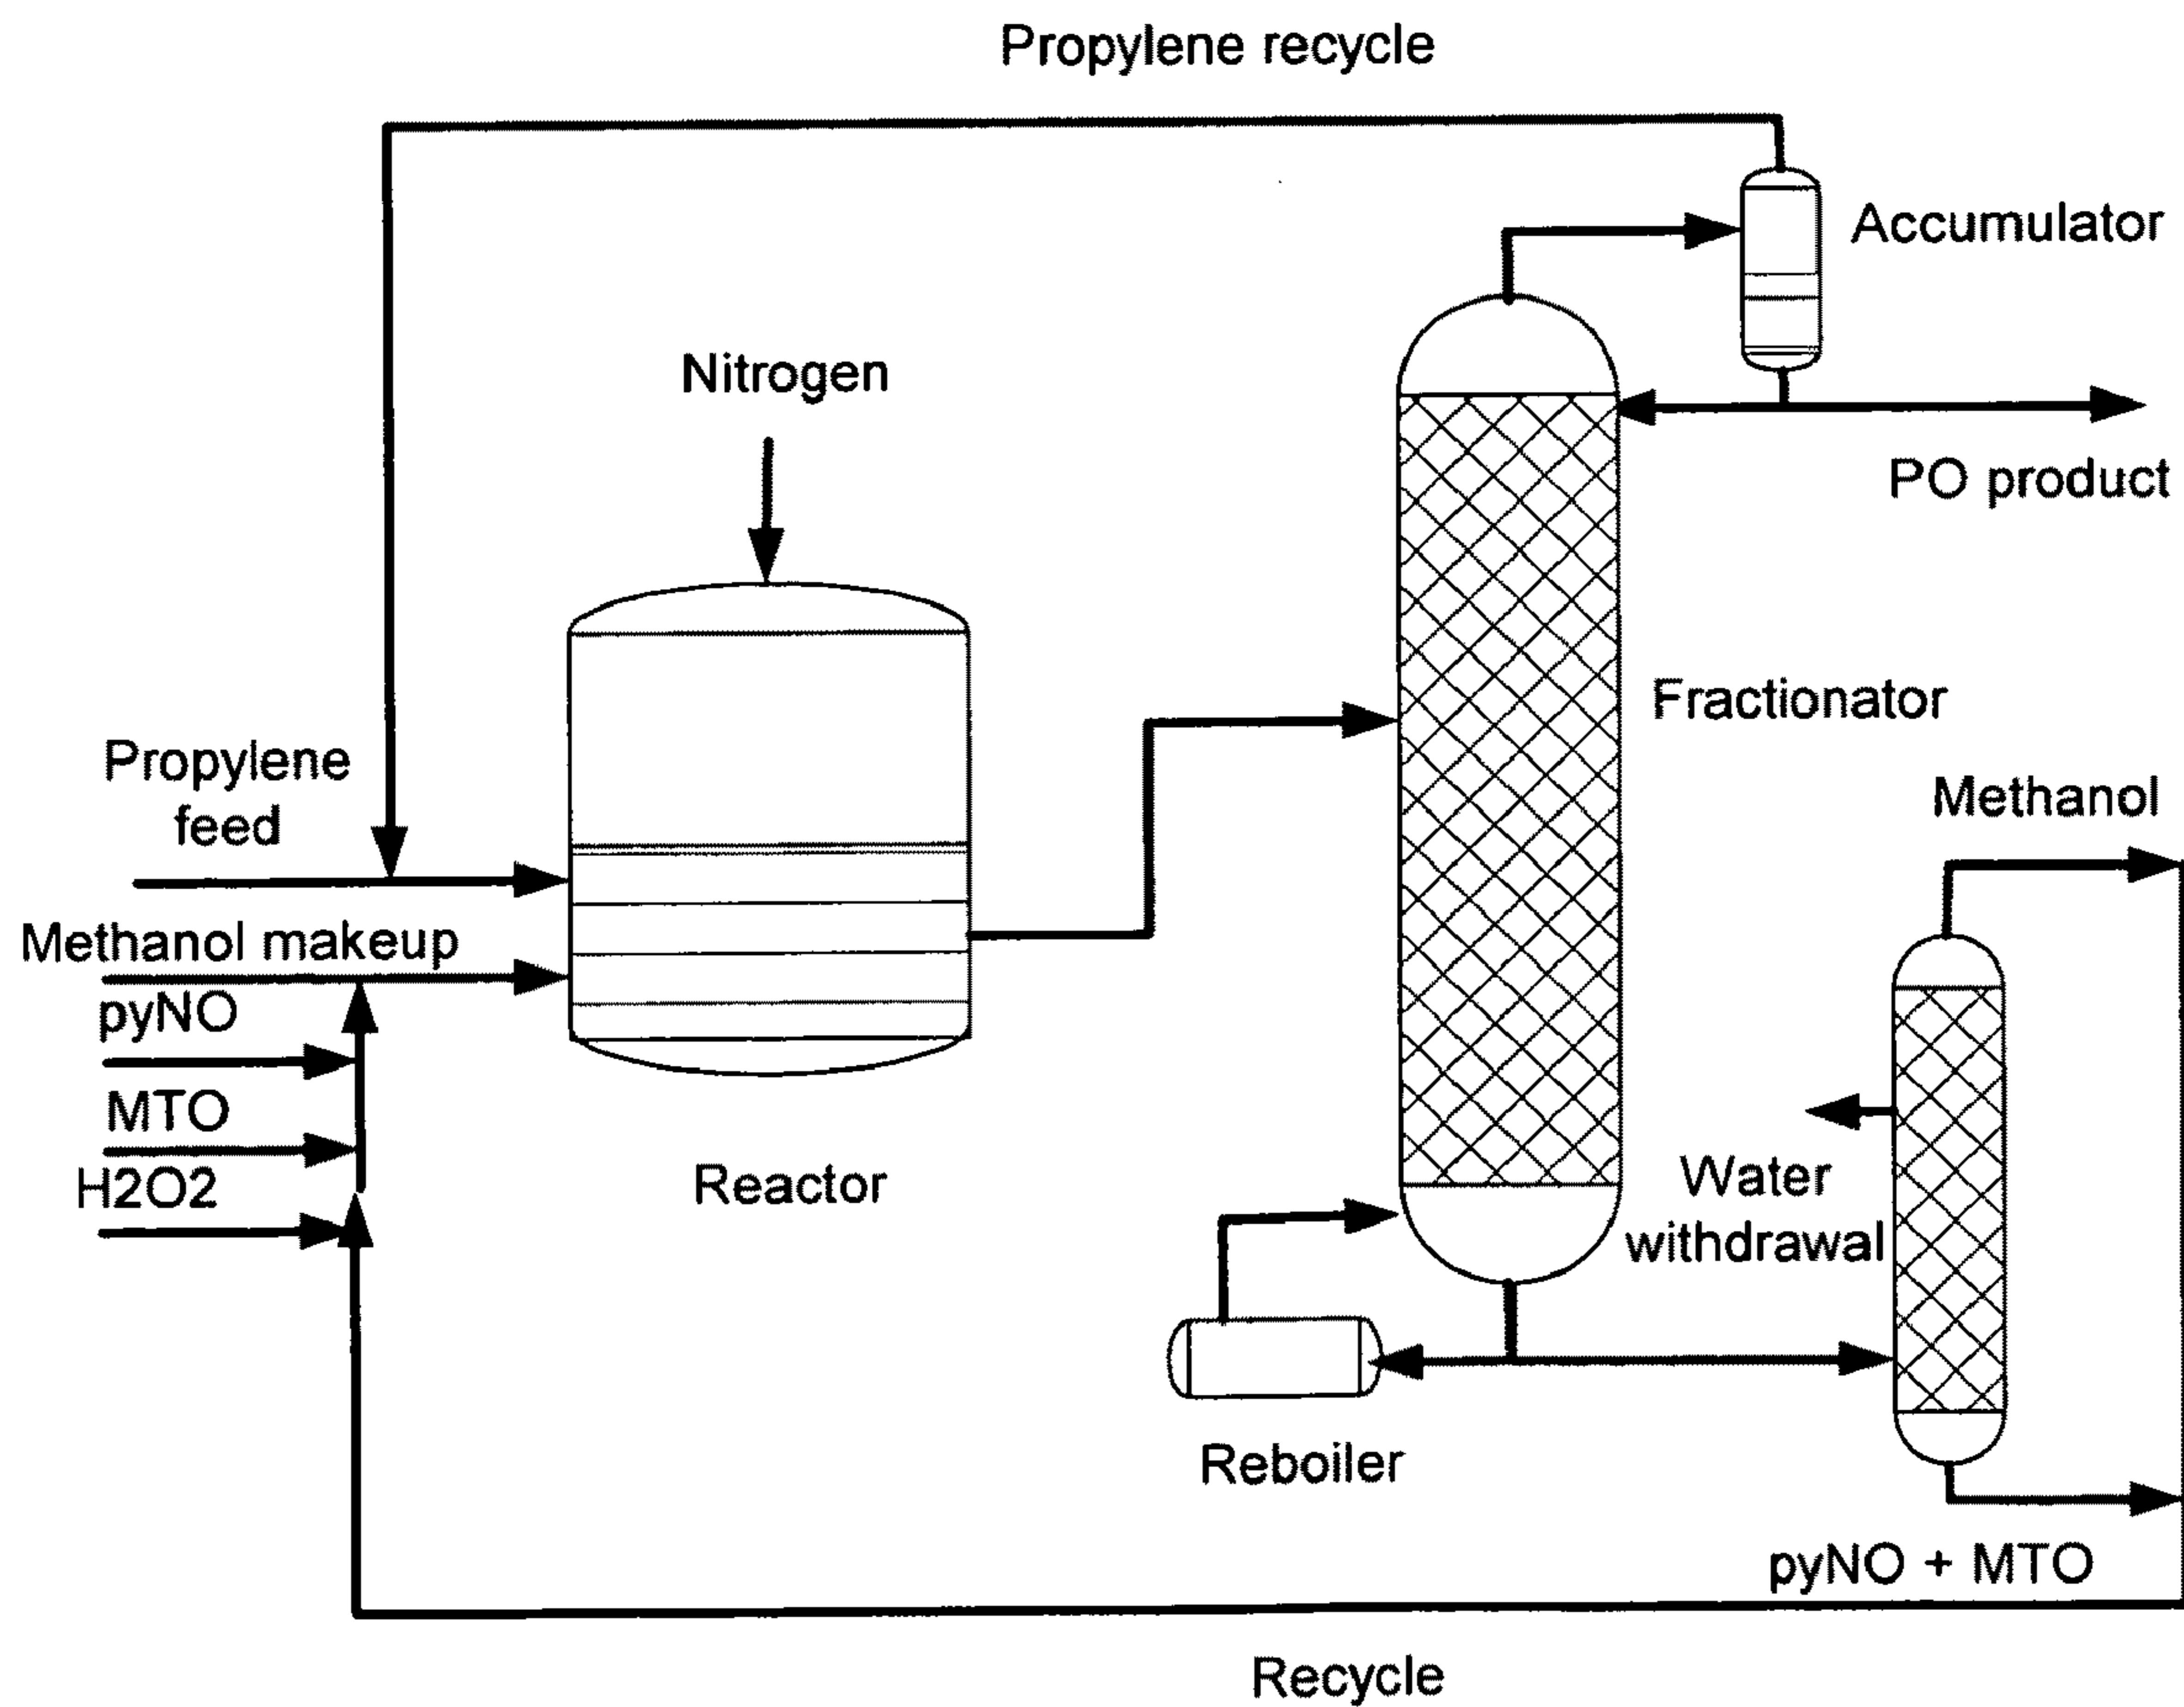 Propylene recycle
Accumulator
Nitrogen
PO product
Fractionator
Propylene
feed
Methanol
Methanol makeup
pyNO
MTO
H2O2
Reactor
Water
withdrawal
Reboiler
pyNO + MTO
Recycle